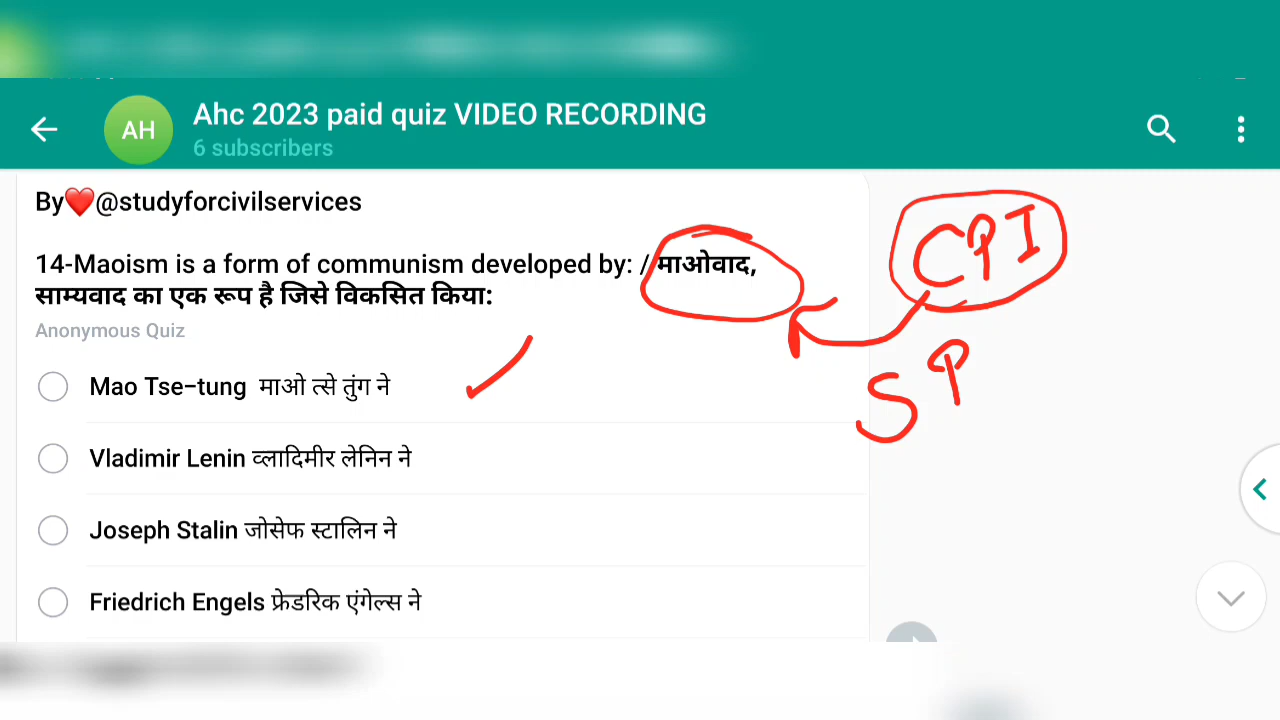 Ahc 2023 paid quiz VIDEO RECORDING
AH
6 subscribers
By❤️@studyforcivilservices
14-Maoism is a form of communism developed by: / माओवाद,
साम्यवाद का एक रूप है जिसे विकसित किया:
Anonymous Quiz
CPI
SP
Mao Tse-tung माओ त्से तुंग ने
Vladimir Lenin व्लादिमीर लेनिन ने
Joseph Stalin जोसेफ स्टालिन ने
Friedrich Engels फ्रेडरिक एंगेल्स ने